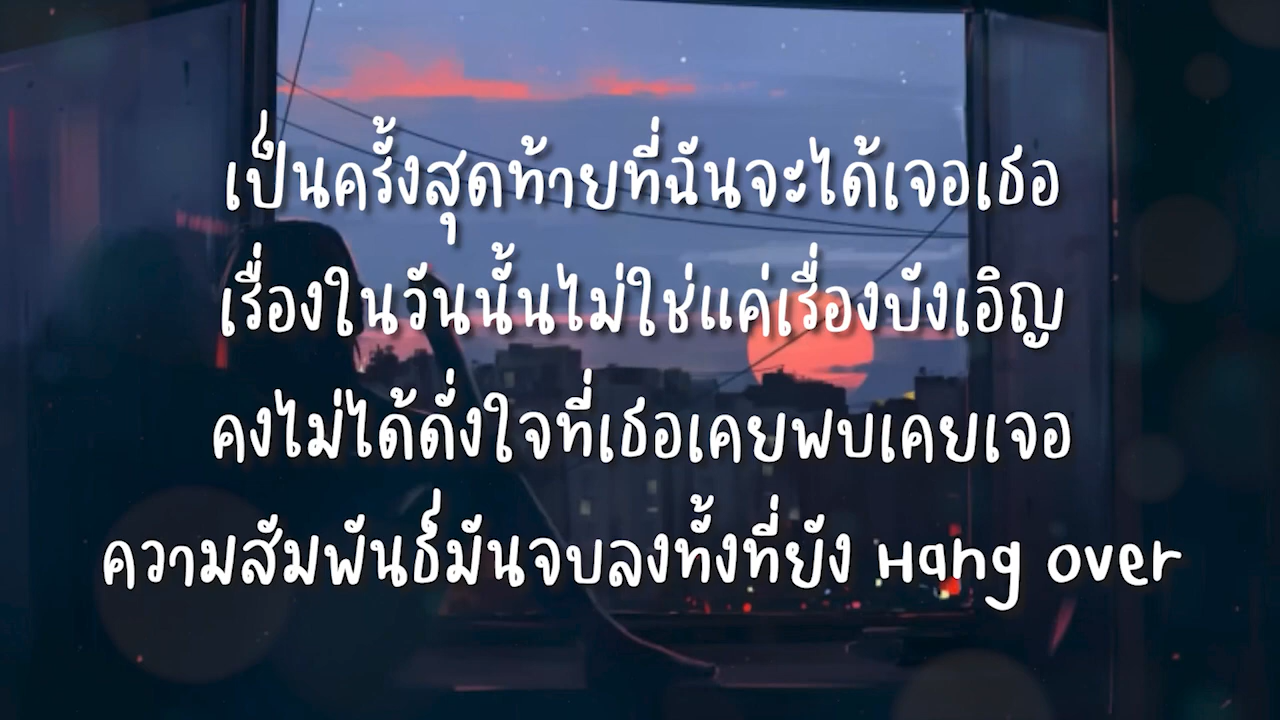 เป็นครั้งสุดท้ายที่ฉันจะได้เจอเธอ
เรื่องในวันนั้นไม่ใช่แค่เรื่องบังเอิญ
คงไม่ได้ดั่งใจที่เธอเคยพบเคยเจอ
ความสัมพันธ์มันจบลงทั้งที่ยัง Hang over